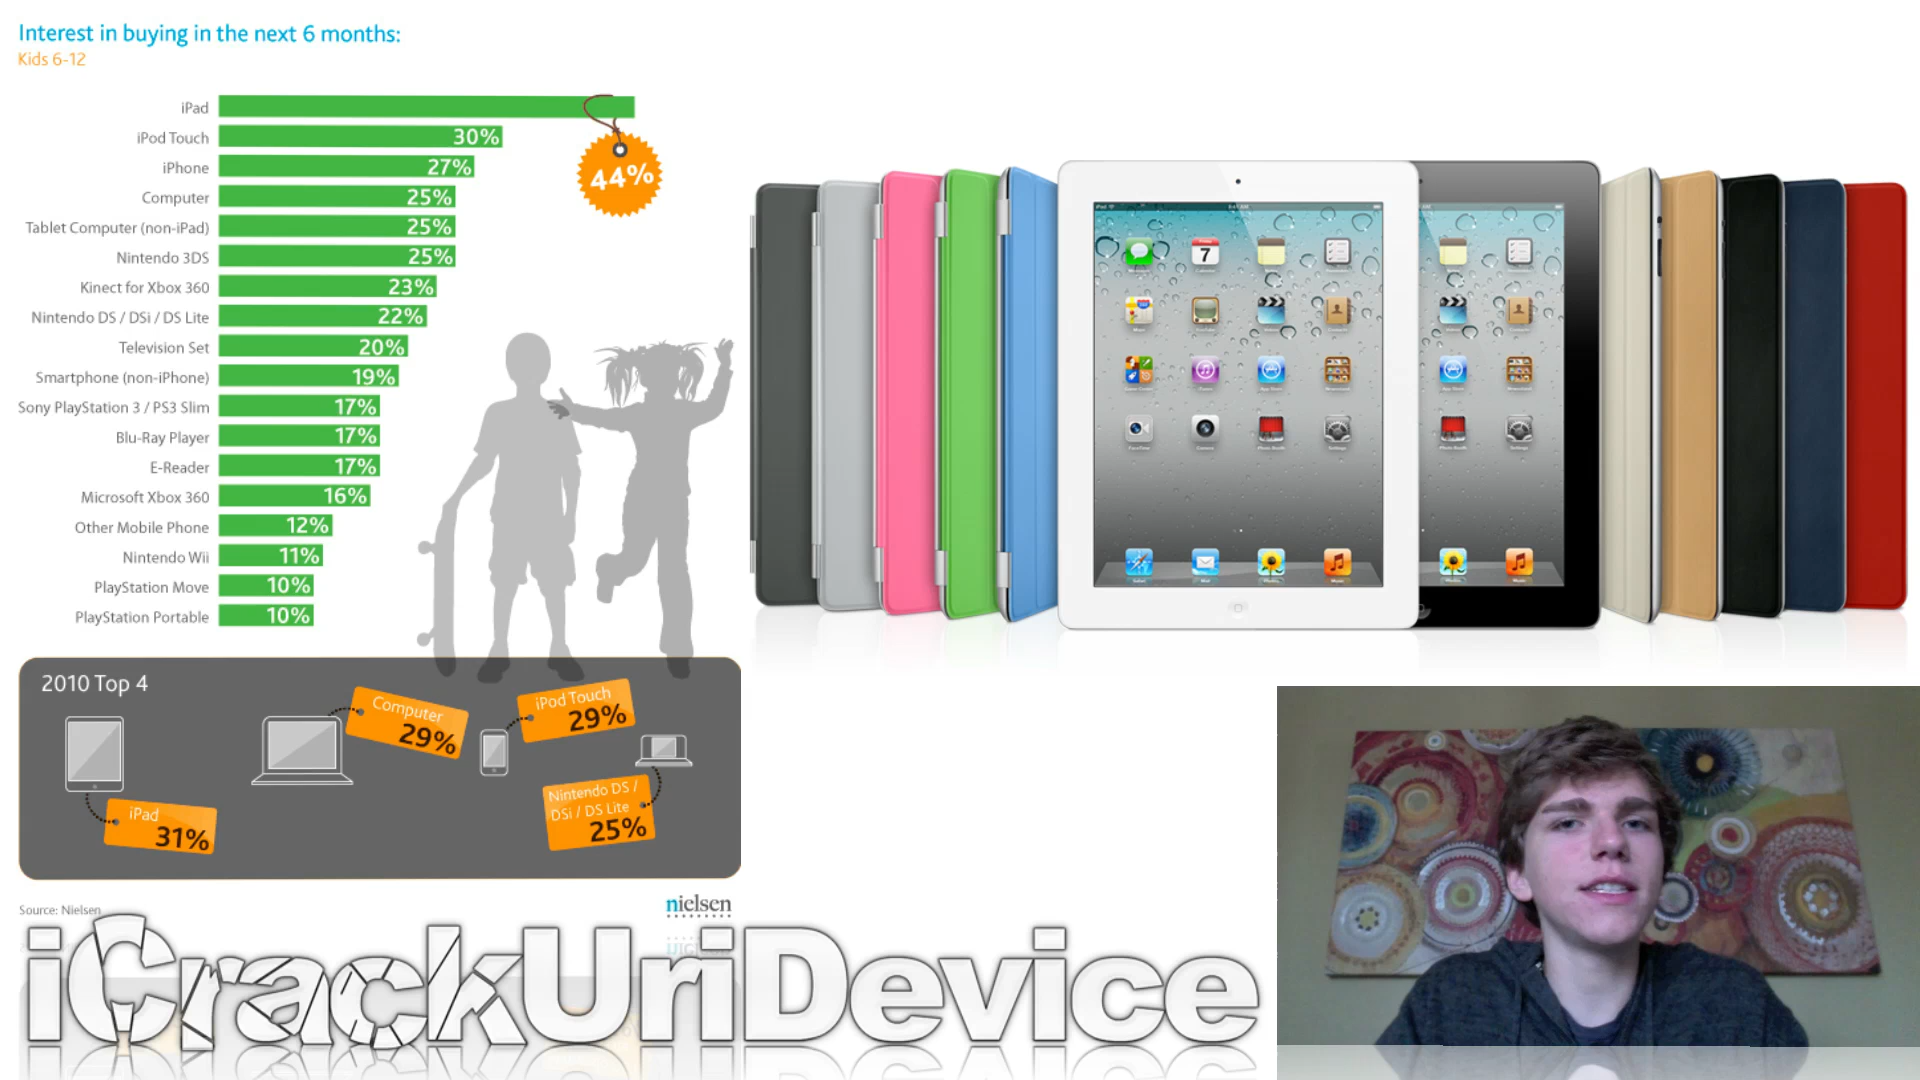 Interest in buying in the next 6 months:
Kids 6-12
iPad
44%
iPod Touch 30%
iPhone 27%
Computer 25%
Tablet Computer (non-iPad) 25%
Nintendo 3DS 25%
Kinect for Xbox 360 23%
Nintendo DS / DSi / DS Lite 22%
Television Set 20%
Smartphone (non-iPhone) 19%
Sony PlayStation 3 / PS3 Slim 17%
Blu-Ray Player 17%
E-Reader 17%
Microsoft Xbox 360 16%
Other Mobile Phone 12%
Nintendo Wii 11%
PlayStation Move 10%
PlayStation Portable 10%
7
2010 Top 4
iPad
31%
Computer
29%
iPod Touch
29%
Nintendo DS /
DSi / DS Lite
25%
Source: Nielsen
nielsen
iCrackUriDevice